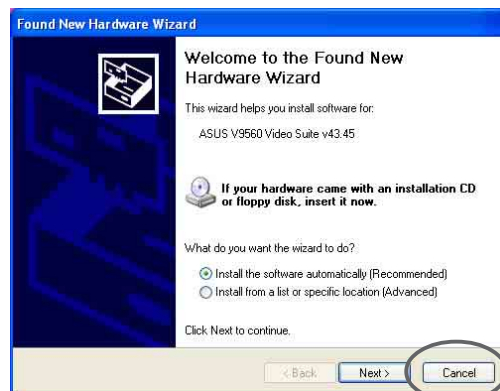 Found New Hardware Wizard
Welcome to the Found New
Hardware Wizard
This wizard helps you install software for:
ASUS V9560 Video Suite v43.45
If your hardware came with an installation CD
or floppy disk, insert it now.
What do you want the wizard to do?
Install the software automatically (Recommended)
Install from a list or specific location (Advanced)
Click Next to continue.
< Back Next > Cancel